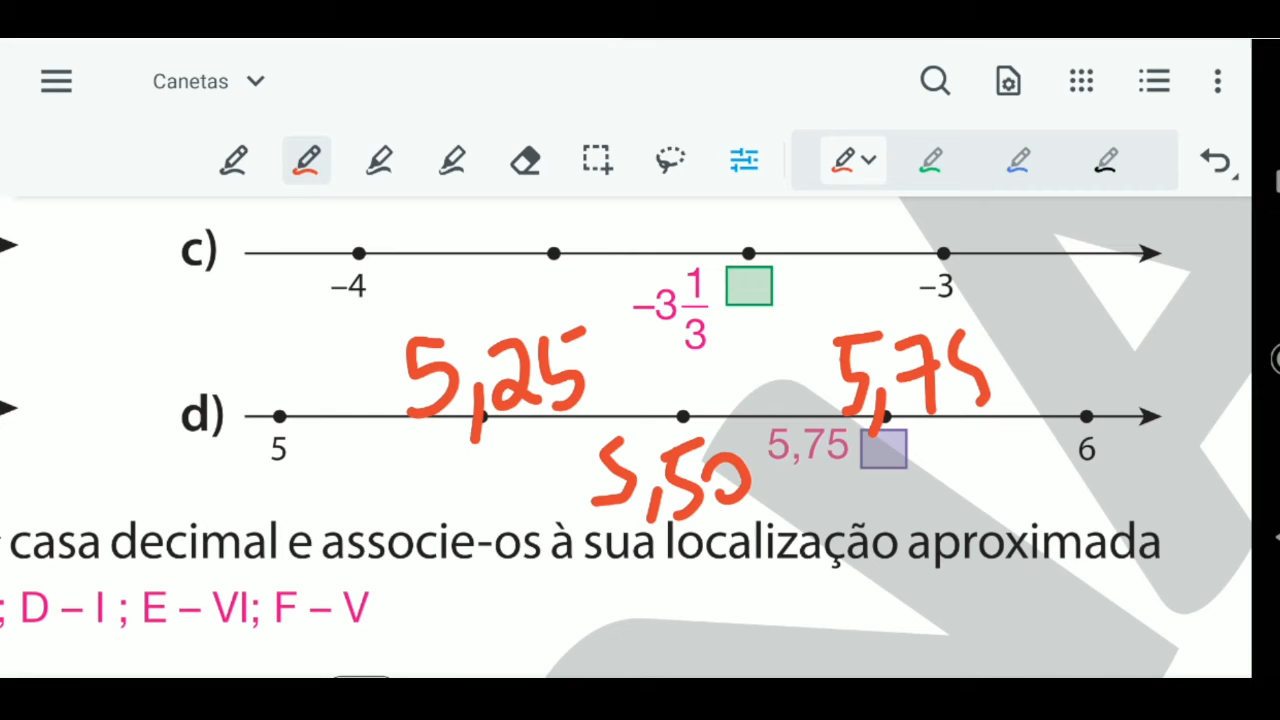 Canetas
c)
–4
–3 1/3
–3
5,25
5,75
d)
5
5,50
5,75
6
casa decimal e associe-os à sua localização aproximada
; D – I ; E – VI; F – V